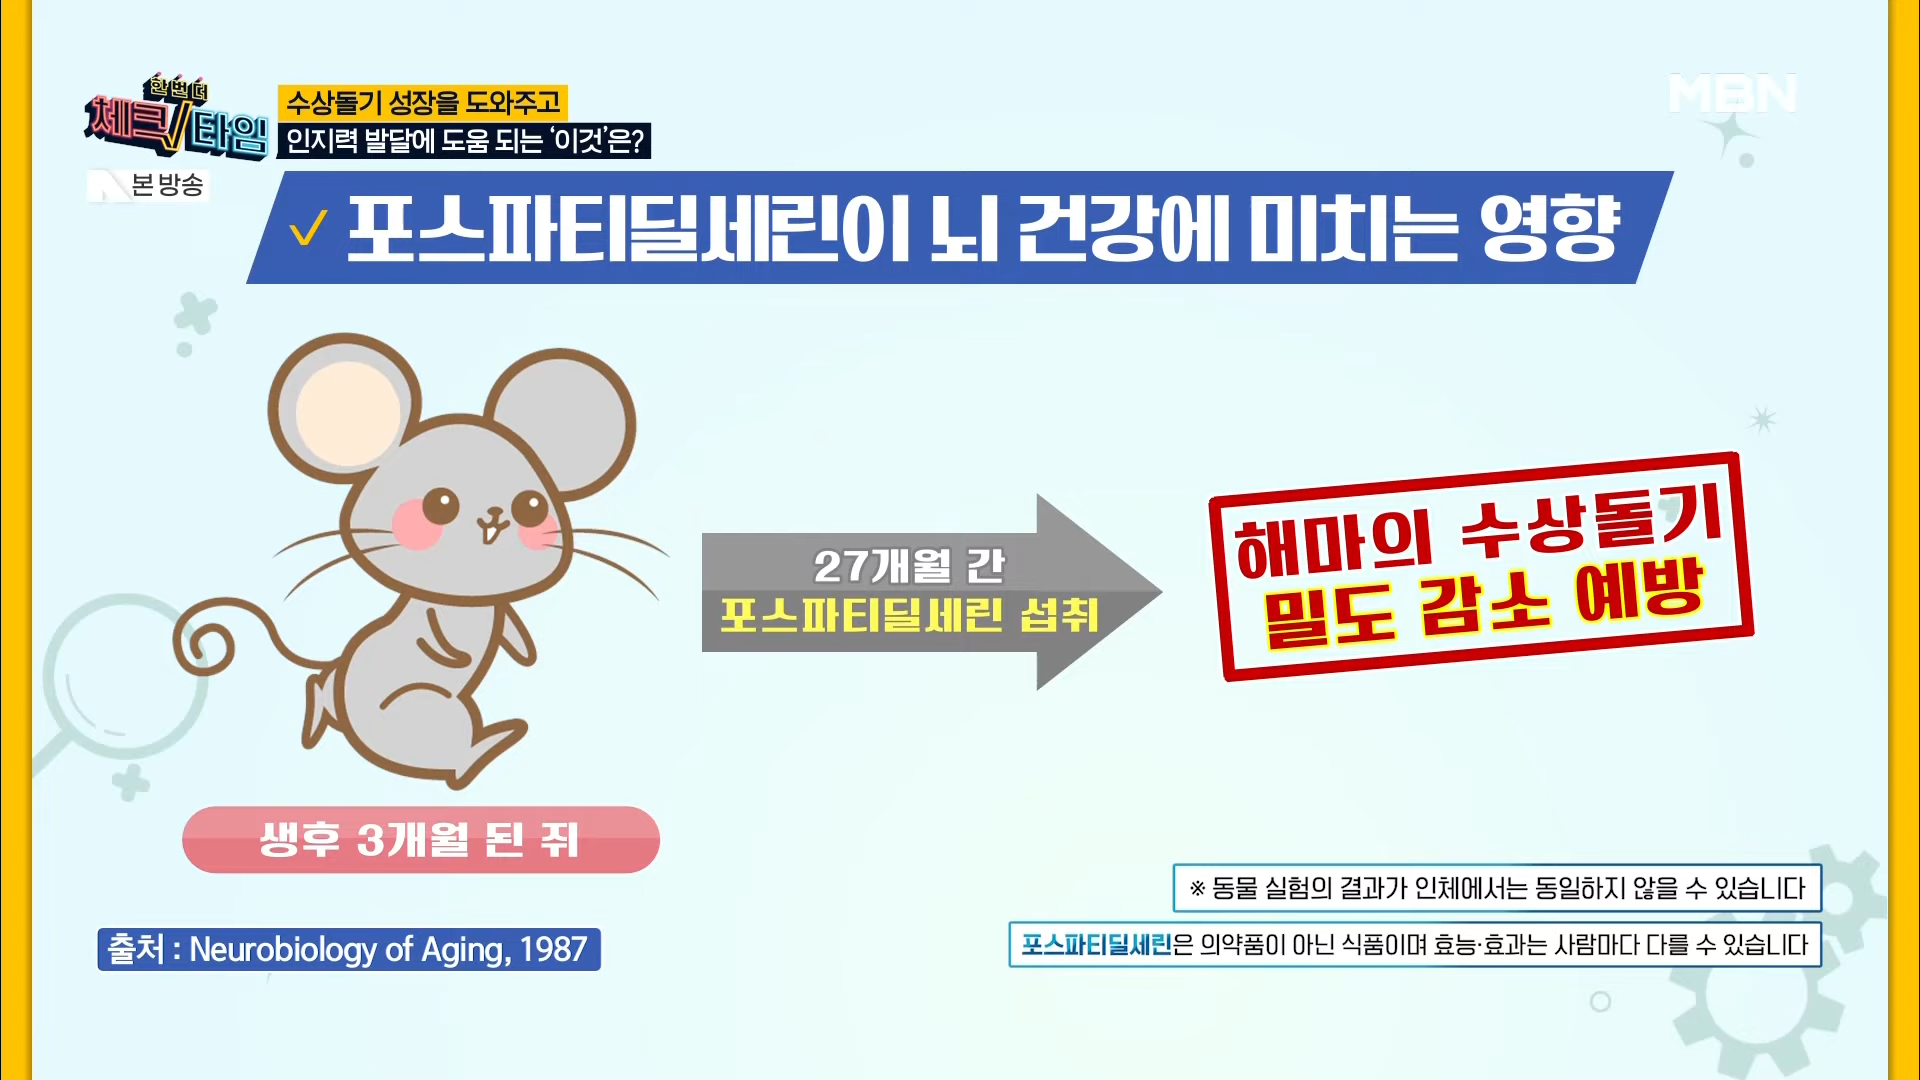 한 번 더
체크타임
수상돌기 성장을 도와주고
인지력 발달에 도움 되는 ‘이것’은?
MBN
본 방송
포스파티딜세린이 뇌 건강에 미치는 영향
27개월 간
포스파티딜세린 섭취
해마의 수상돌기
밀도 감소 예방
생후 3개월 된 쥐
※ 동물 실험의 결과가 인체에서는 동일하지 않을 수 있습니다
포스파티딜세린은 의약품이 아닌 식품이며 효능·효과는 사람마다 다를 수 있습니다
출처 : Neurobiology of Aging, 1987